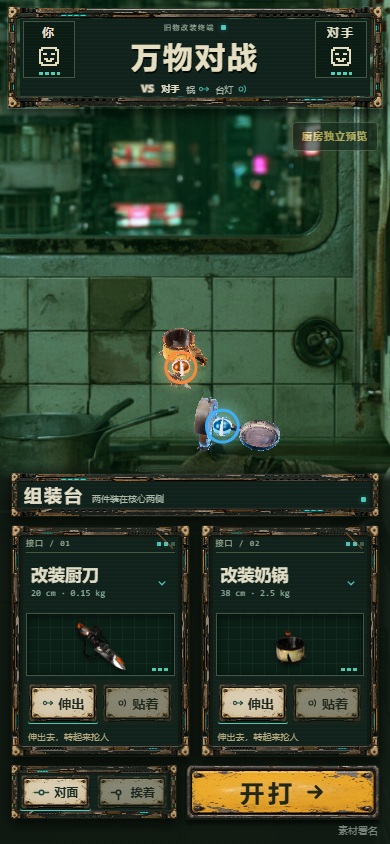 旧物改装终端
你
万物对战
对手
VS 对手 锅 台灯
厨房独立预览
组装台 两件装在核心两侧
接口 / 01
改装厨刀
20 cm · 0.15 kg
伸出 贴着
伸出去，转起来抡人
接口 / 02
改装奶锅
38 cm · 2.5 kg
伸出 贴着
伸出去，转起来抡人
对面 挨着
开打 →
素材署名